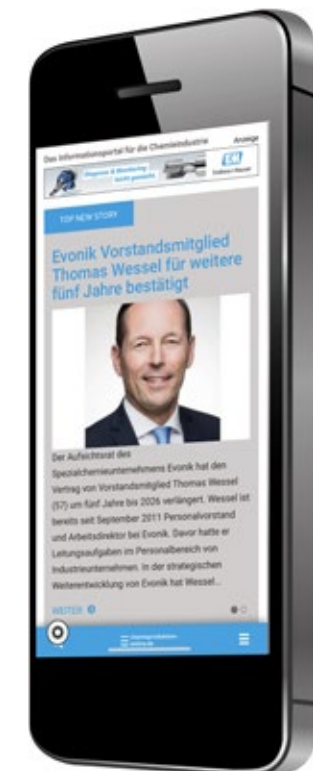 Das Informationsportal für die Chemieindustrie
Anzeige
EH
Endress+Hauser
TOP NEW STORY
Evonik Vorstandsmitglied
Thomas Wessel für weitere
fünf Jahre bestätigt
Der Aufsichtsrat des
Spezialchemieunternehmens Evonik hat den
Vertrag von Vorstandsmitglied Thomas Wessel
(57) um fünf Jahre bis 2026 verlängert. Wessel ist
bereits seit September 2011 Personalvorstand
und Arbeitsdirektor bei Evonik. Davor hatte er
Leitungsaufgaben im Personalbereich von
Industrieunternehmen. In der strategischen
Weiterentwicklung von Evonik hat Wessel...
WEITER